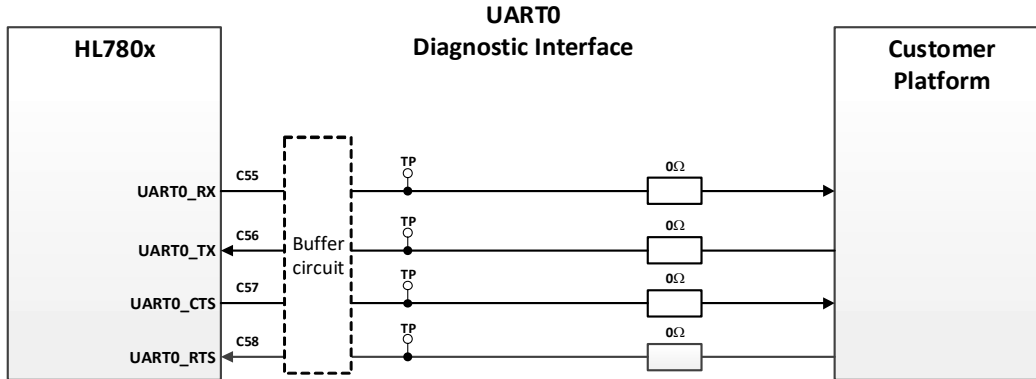 UART0
Diagnostic Interface
HL780x
Customer
Platform
C55
TP
0Ω
UART0_RX
C56
TP
0Ω
UART0_TX
Buffer
circuit
C57
TP
0Ω
UART0_CTS
C58
TP
0Ω
UART0_RTS